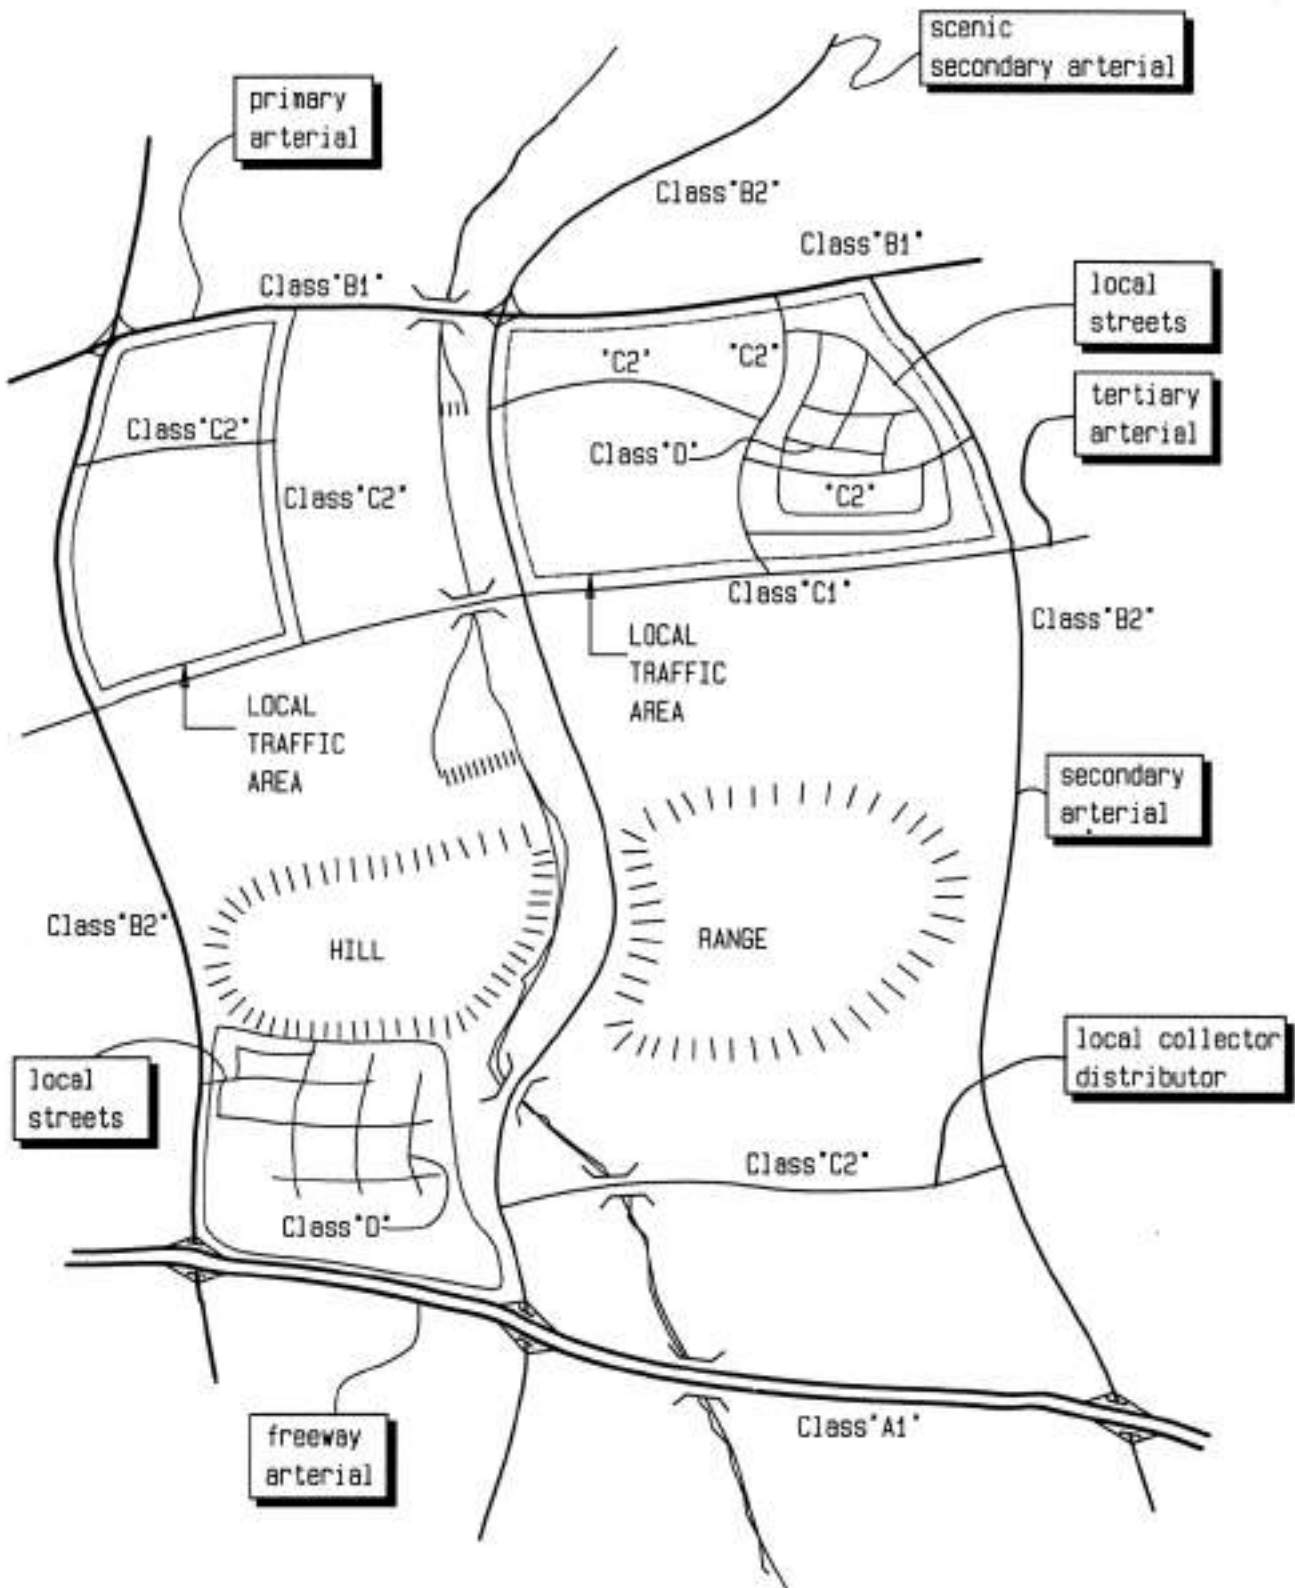 scenic
secondary arterial
primary
arterial
Class"B2"
Class"B1"
Class"B1"
local
streets
"C2"
"C2"
tertiary
arterial
Class"C2"
Class"D"
Class"C2"
"C2"
Class"C1"
Class"B2"
LOCAL
TRAFFIC
AREA
LOCAL
TRAFFIC
AREA
secondary
arterial
Class"B2"
HILL
RANGE
local collector
distributor
local
streets
Class"C2"
Class"D"
Class"A1"
freeway
arterial